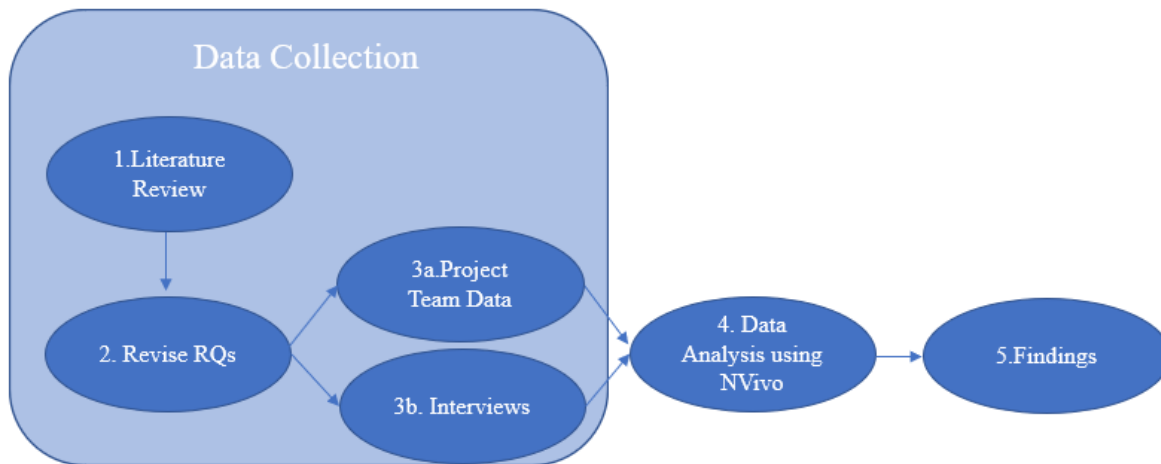 Data Collection
1.Literature
Review
2. Revise RQs
3a.Project
Team Data
3b. Interviews
4. Data
Analysis using
NVivo
5.Findings